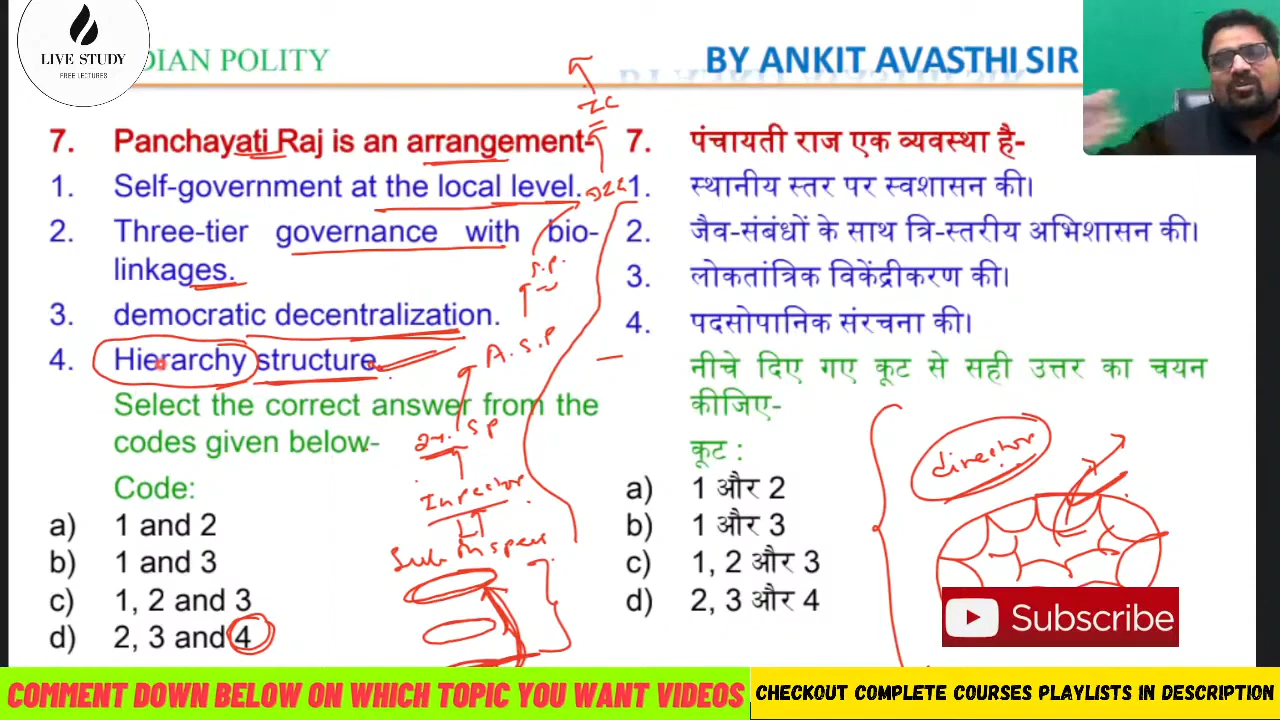 LIVE STUDY
FREE LECTURES
DIAN POLITY
BY ANKIT AVASTHI SIR
7. Panchayati Raj is an arrangement-
1. Self-government at the local level.
2. Three-tier governance with bio-
linkages.
3. democratic decentralization.
4. Hierarchy structure.
Select the correct answer from the
codes given below-
Code:
a) 1 and 2
b) 1 and 3
c) 1, 2 and 3
d) 2, 3 and 4
A.S.P
S.P.
Dy. SP
Inspector
7. पंचायती राज एक व्यवस्था है-
1. स्थानीय स्तर पर स्वशासन की।
2. जैव-संबंधों के साथ त्रि-स्तरीय अभिशासन की।
3. लोकतांत्रिक विकेंद्रीकरण की।
4. पदसोपानिक संरचना की।
नीचे दिए गए कूट से सही उत्तर का चयन
कीजिए-
कूट :
a) 1 और 2
b) 1 और 3
c) 1, 2 और 3
d) 2, 3 और 4
director
Subscribe
COMMENT DOWN BELOW ON WHICH TOPIC YOU WANT VIDEOS
CHECKOUT COMPLETE COURSES PLAYLISTS IN DESCRIPTION